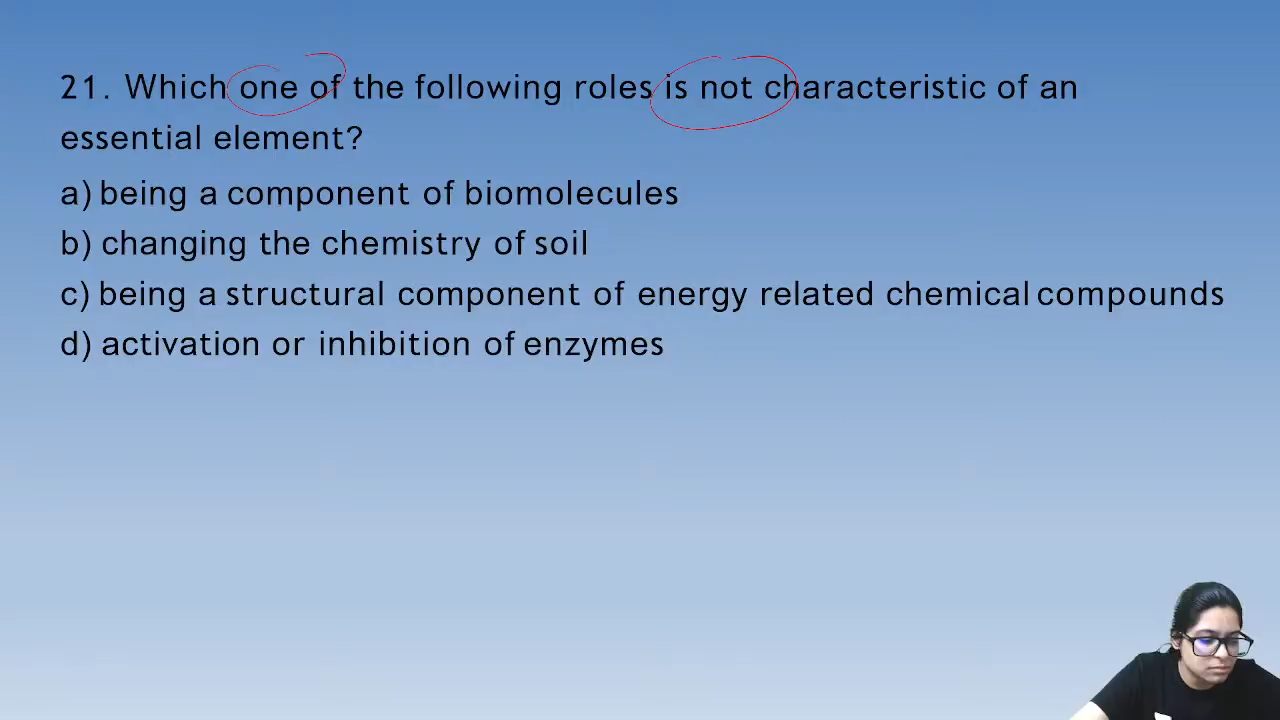 21. Which one of the following roles is not characteristic of an
essential element?
a) being a component of biomolecules
b) changing the chemistry of soil
c) being a structural component of energy related chemical compounds
d) activation or inhibition of enzymes